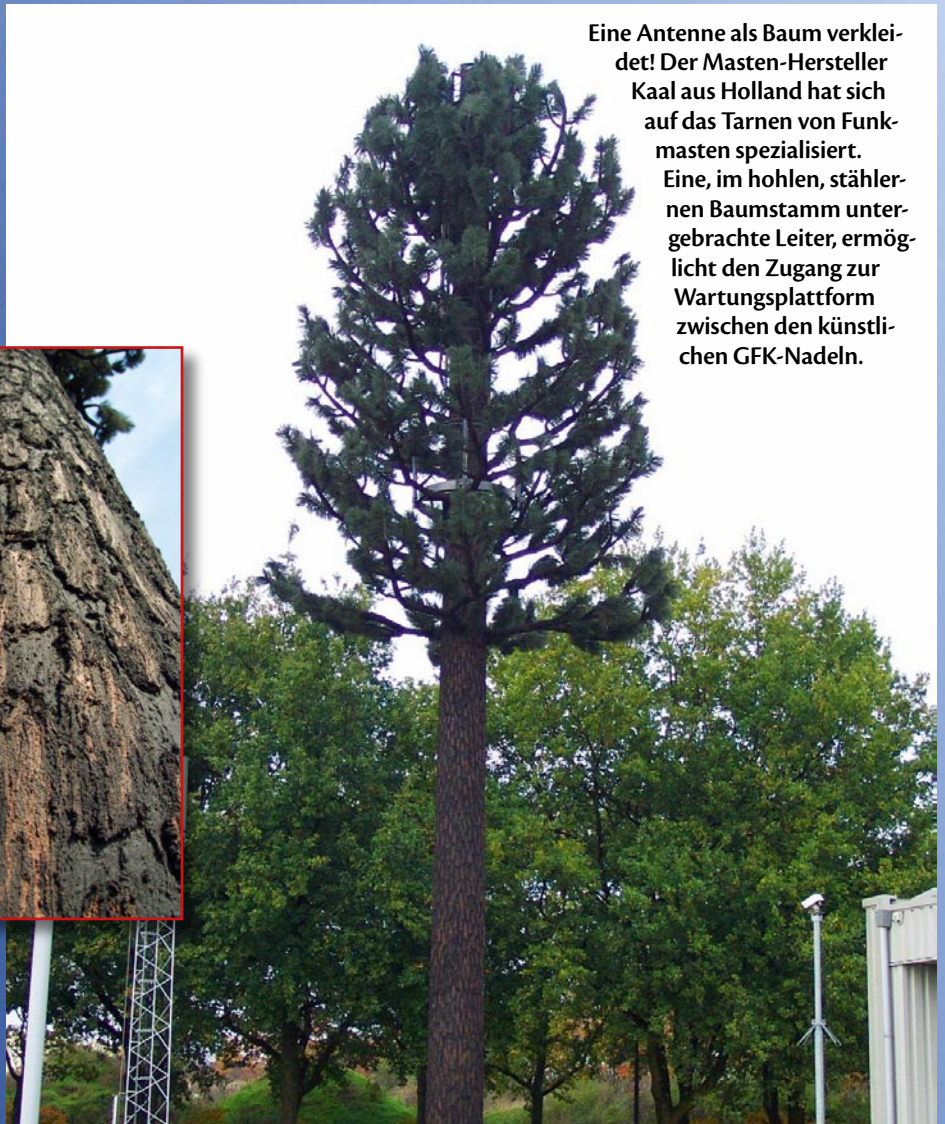 Eine Antenne als Baum verklei-
det! Der Masten-Hersteller
Kaal aus Holland hat sich
auf das Tarnen von Funk-
masten spezialisiert.
Eine, im hohlen, stähler-
nen Baumstamm unter-
gebrachte Leiter, ermög-
licht den Zugang zur
Wartungsplattform
zwischen den künstli-
chen GFK-Nadeln.